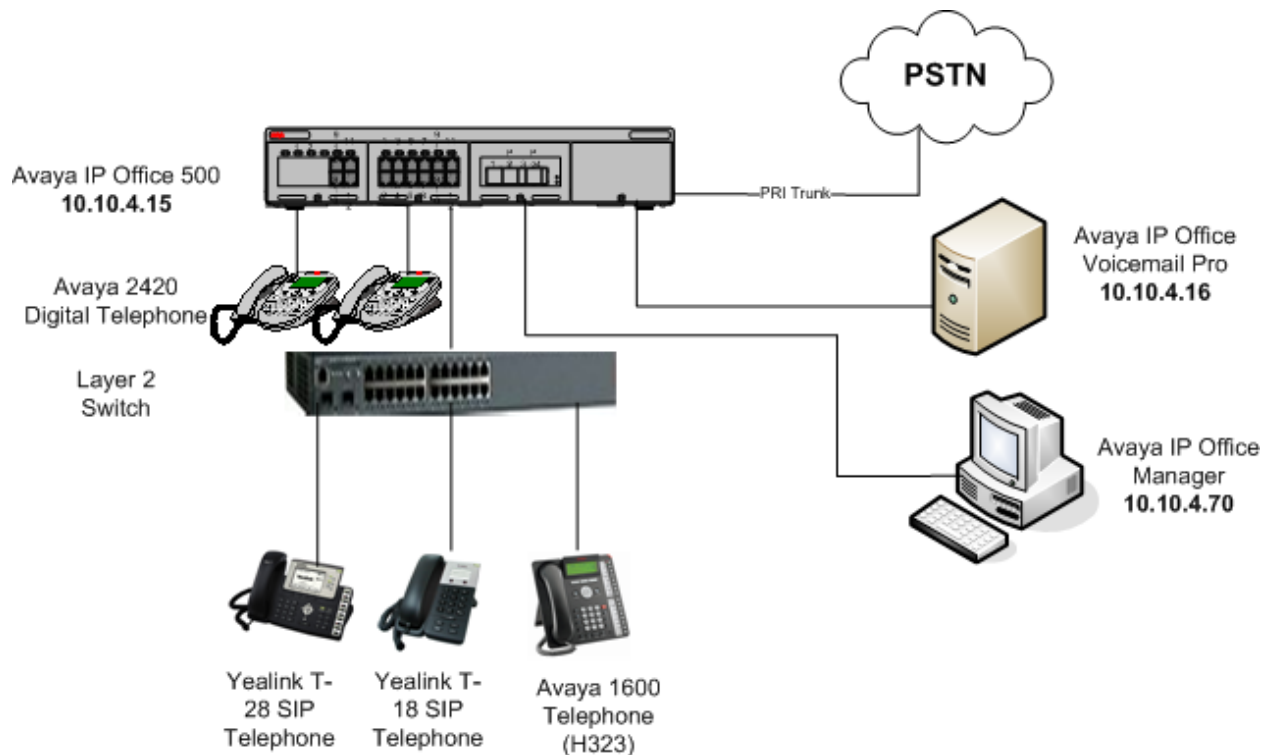 PSTN
Avaya IP Office 500
10.10.4.15
PRI Trunk
Avaya IP Office
Voicemail Pro
10.10.4.16
Avaya 2420
Digital Telephone
Layer 2
Switch
Avaya IP Office
Manager
10.10.4.70
Yealink T-
28 SIP
Telephone
Yealink T-
18 SIP
Telephone
Avaya 1600
Telephone
(H323)